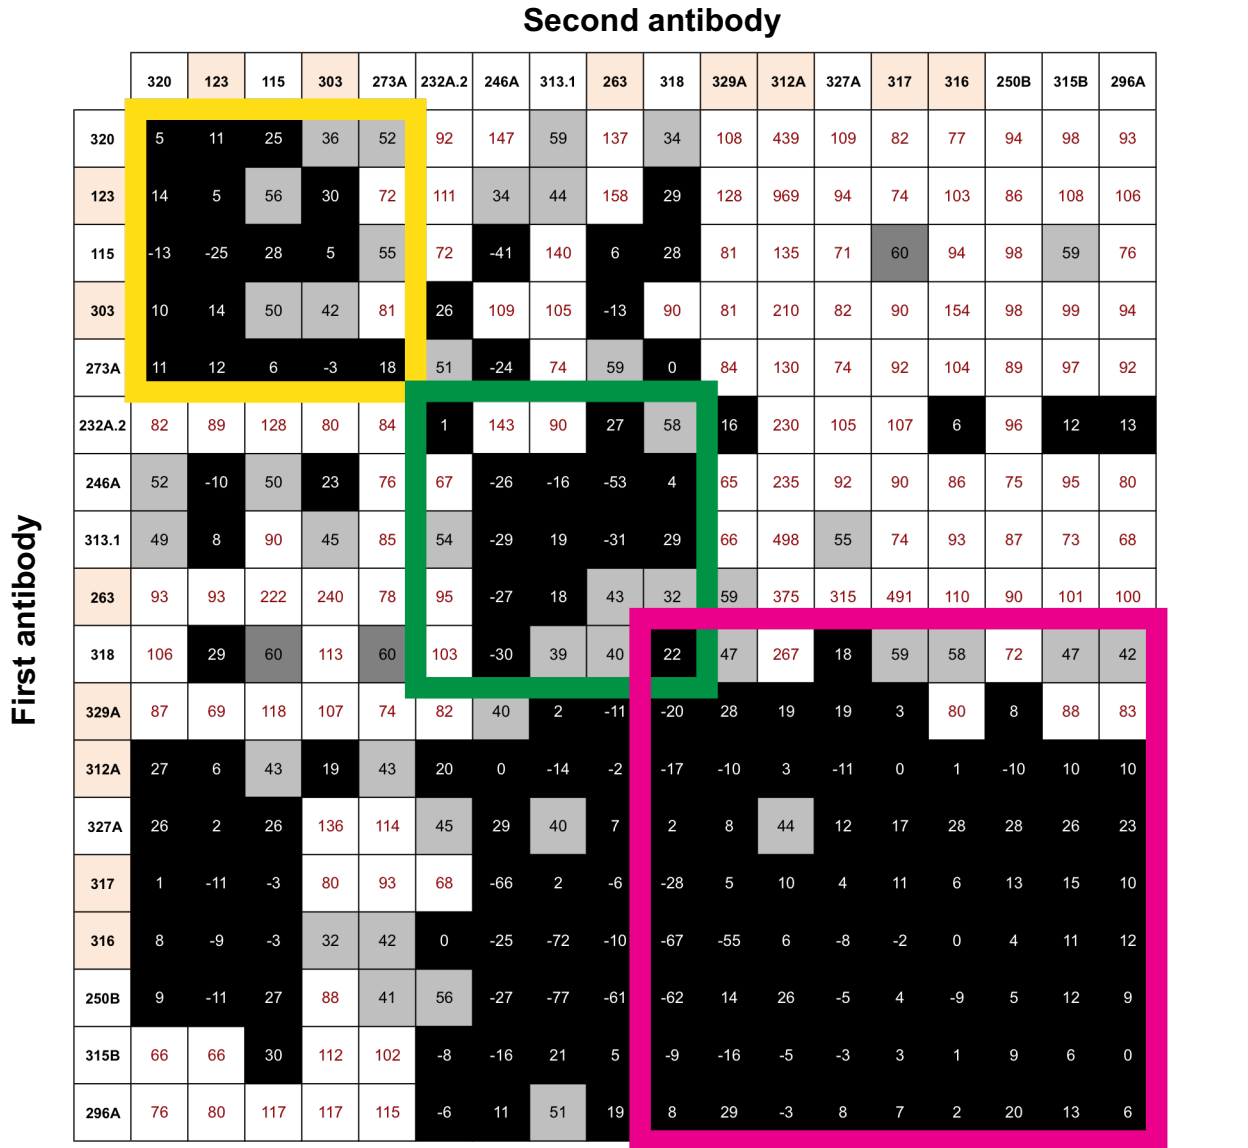 Second antibody
320 123 115 303 273A 232A.2 246A 313.1 263 318 329A 312A 327A 317 316 250B 315B 296A
First antibody
320 5 11 25 36 52 92 147 59 137 34 108 439 109 82 77 94 98 93
123 14 5 56 30 72 111 34 44 158 29 128 969 94 74 103 86 108 106
115 -13 -25 28 5 55 72 -41 140 6 28 81 135 71 60 94 98 59 76
303 10 14 50 42 81 26 109 105 -13 90 81 210 82 90 154 98 99 94
273A 11 12 6 -3 18 51 -24 74 59 0 84 130 74 92 104 89 97 92
232A.2 82 89 128 80 84 1 143 90 27 58 16 230 105 107 6 96 12 13
246A 52 -10 50 23 76 67 -26 -16 -53 4 65 235 92 90 86 75 95 80
313.1 49 8 90 45 85 54 -29 19 -31 29 66 498 55 74 93 87 73 68
263 93 93 222 240 78 95 -27 18 43 32 59 375 315 491 110 90 101 100
318 106 29 60 113 60 103 -30 39 40 22 47 267 18 59 58 72 47 42
329A 87 69 118 107 74 82 40 2 -11 -20 28 19 19 3 80 8 88 83
312A 27 6 43 19 43 20 0 -14 -2 -17 -10 3 -11 0 1 -10 10 10
327A 26 2 26 136 114 45 29 40 7 2 8 44 12 17 28 28 26 23
317 1 -11 -3 80 93 68 -66 2 -6 -28 5 10 4 11 6 13 15 10
316 8 -9 -3 32 42 0 -25 -72 -10 -67 -55 6 -8 -2 0 4 11 12
250B 9 -11 27 88 41 56 -27 -77 -61 -62 14 26 -5 4 -9 5 12 9
315B 66 66 30 112 102 -8 -16 21 5 -9 -16 -5 -3 3 1 9 6 0
296A 76 80 117 117 115 -6 11 51 19 8 29 -3 8 7 2 20 13 6